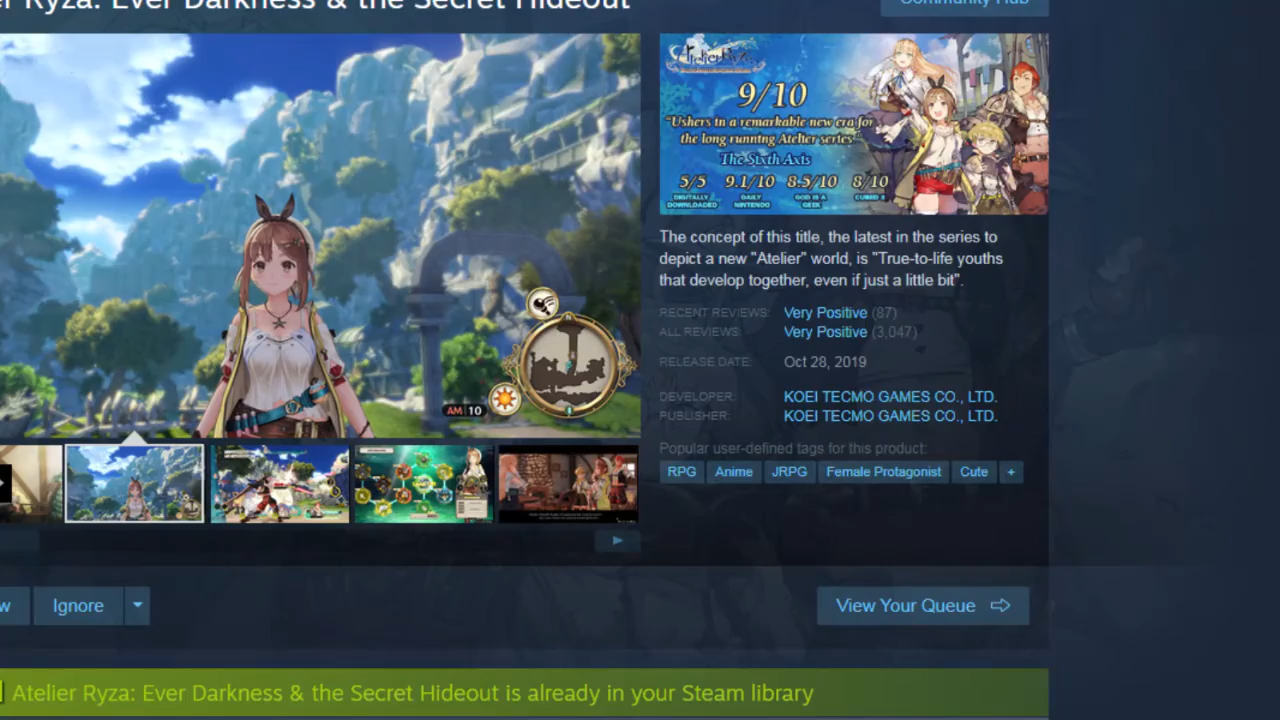 er Ryza: Ever Darkness & the Secret Hideout
Community Hub
Atelier Ryza
9/10
"Ushers in a remarkable new era for
the long running Atelier series."
The Sixth Axis
5/5 9.1/10 8.5/10 8/10
DIGITALLY DOWNLOADED
DAILY NINTENDO
GOD IS A GEEK
CUBED 3
The concept of this title, the latest in the series to
depict a new "Atelier" world, is "True-to-life youths
that develop together, even if just a little bit".
RECENT REVIEWS: Very Positive (87)
ALL REVIEWS: Very Positive (3,047)
RELEASE DATE: Oct 28, 2019
DEVELOPER: KOEI TECMO GAMES CO., LTD.
PUBLISHER: KOEI TECMO GAMES CO., LTD.
Popular user-defined tags for this product:
RPG Anime JRPG Female Protagonist Cute +
AM 10
w Ignore
View Your Queue
Atelier Ryza: Ever Darkness & the Secret Hideout is already in your Steam library